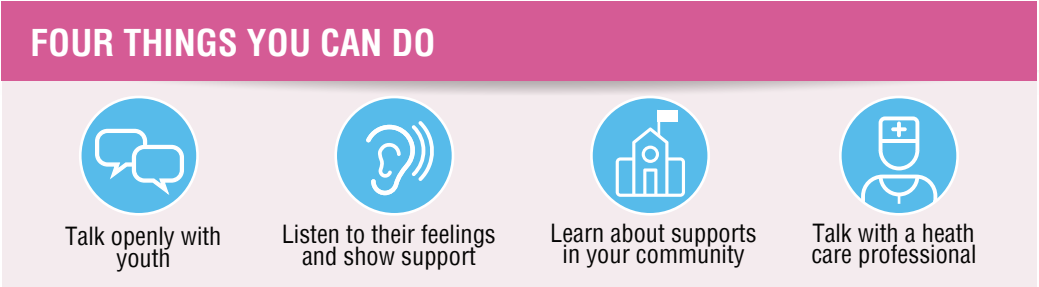 FOUR THINGS YOU CAN DO
Talk openly with
youth
Listen to their feelings
and show support
Learn about supports
in your community
Talk with a heath
care professional